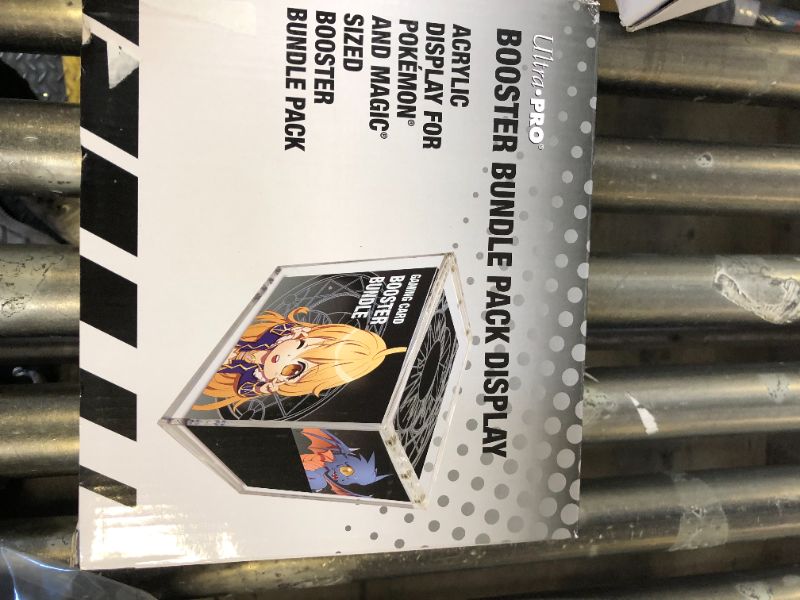 Ultra•PRO®
BOOSTER BUNDLE PACK DISPLAY
ACRYLIC
DISPLAY FOR
POKÉMON®
AND MAGIC®
SIZED
BOOSTER
BUNDLE PACK
GAMING CARD
BOOSTER
BUNDLE